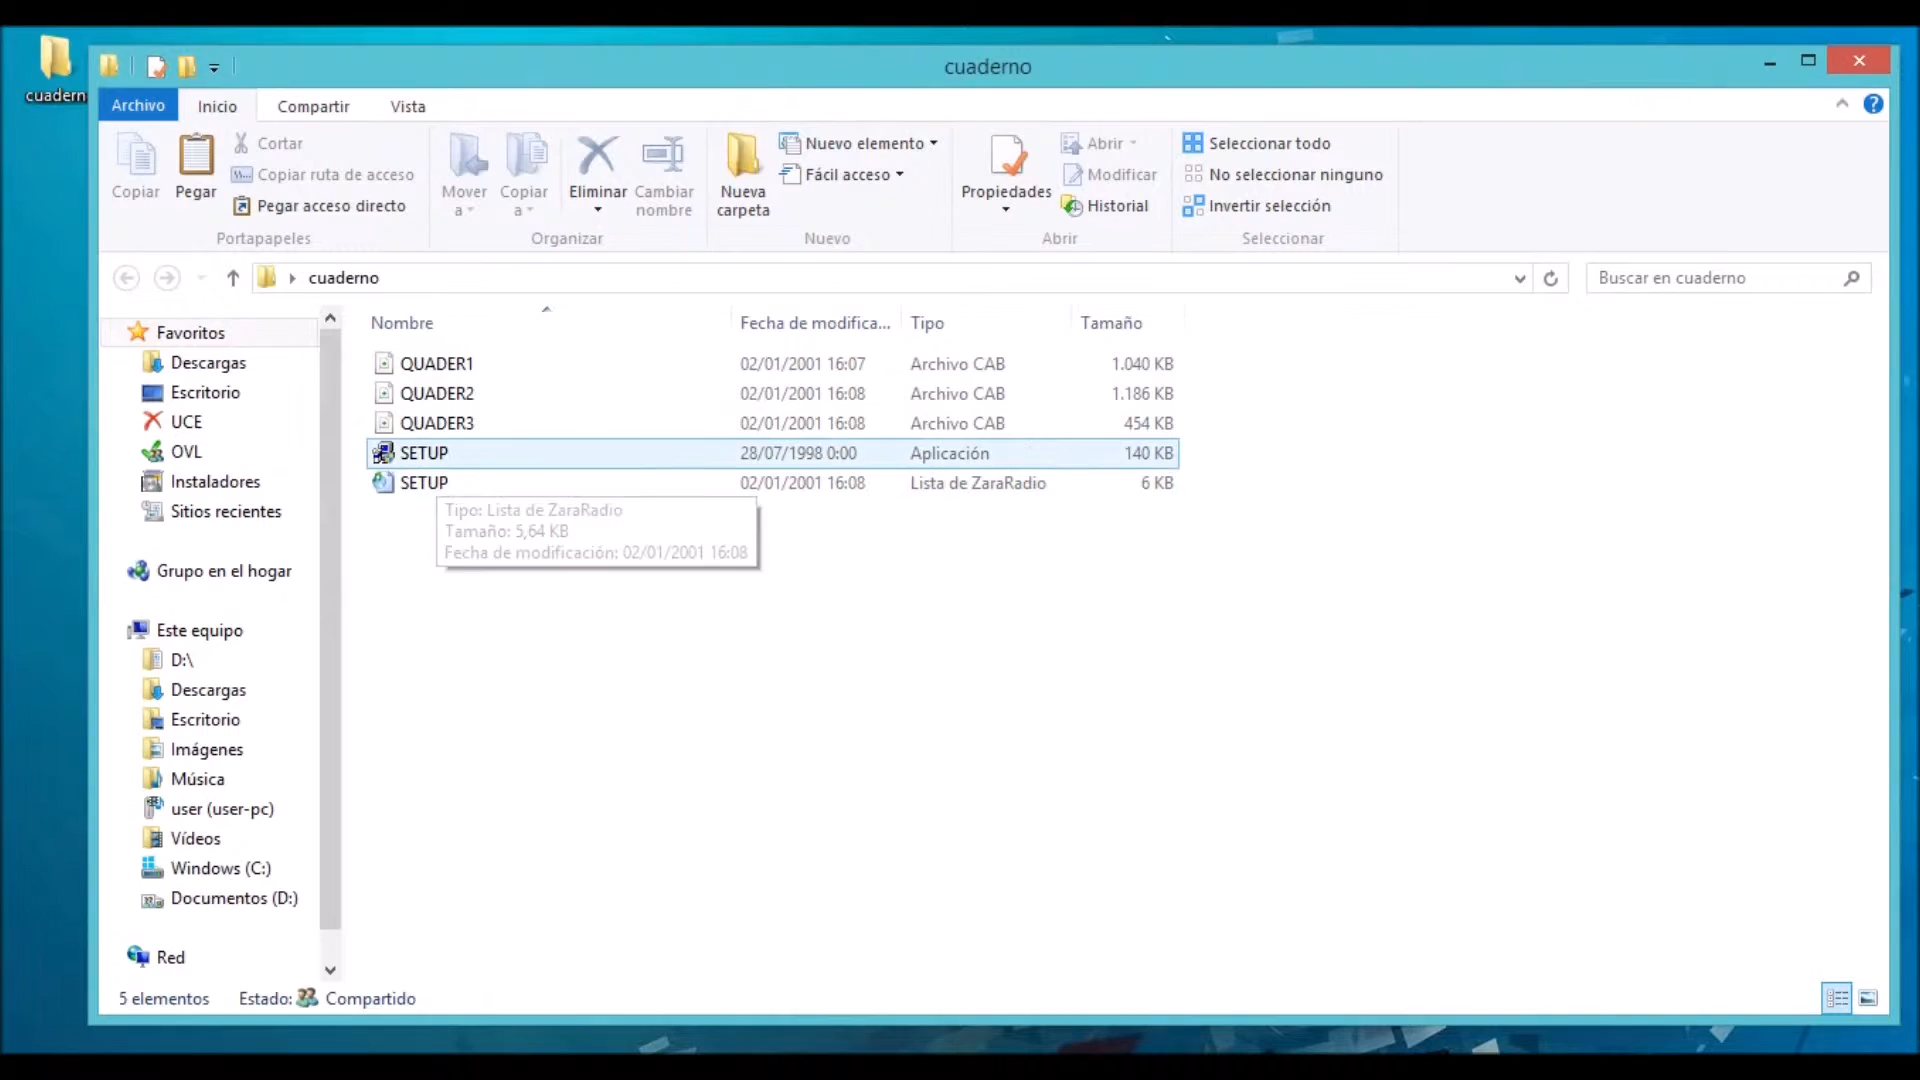 cuadern
cuaderno
Archivo
Inicio
Compartir
Vista
Copiar
Pegar
Cortar
Copiar ruta de acceso
Pegar acceso directo
Portapapeles
Mover
a
Copiar
a
Eliminar
Cambiar
nombre
Organizar
Nueva
carpeta
Nuevo elemento
Fácil acceso
Nuevo
Propiedades
Abrir
Modificar
Historial
Abrir
Seleccionar todo
No seleccionar ninguno
Invertir selección
Seleccionar
cuaderno
Buscar en cuaderno
Favoritos
Descargas
Escritorio
UCE
OVL
Instaladores
Sitios recientes
Grupo en el hogar
Este equipo
D:\
Descargas
Escritorio
Imágenes
Música
user (user-pc)
Vídeos
Windows (C:)
Documentos (D:)
Red
Nombre Fecha de modifica... Tipo Tamaño
QUADER1 02/01/2001 16:07 Archivo CAB 1.040 KB
QUADER2 02/01/2001 16:08 Archivo CAB 1.186 KB
QUADER3 02/01/2001 16:08 Archivo CAB 454 KB
SETUP 28/07/1998 0:00 Aplicación 140 KB
SETUP 02/01/2001 16:08 Lista de ZaraRadio 6 KB
Tipo: Lista de ZaraRadio
Tamaño: 5,64 KB
Fecha de modificación: 02/01/2001 16:08
5 elementos Estado: Compartido